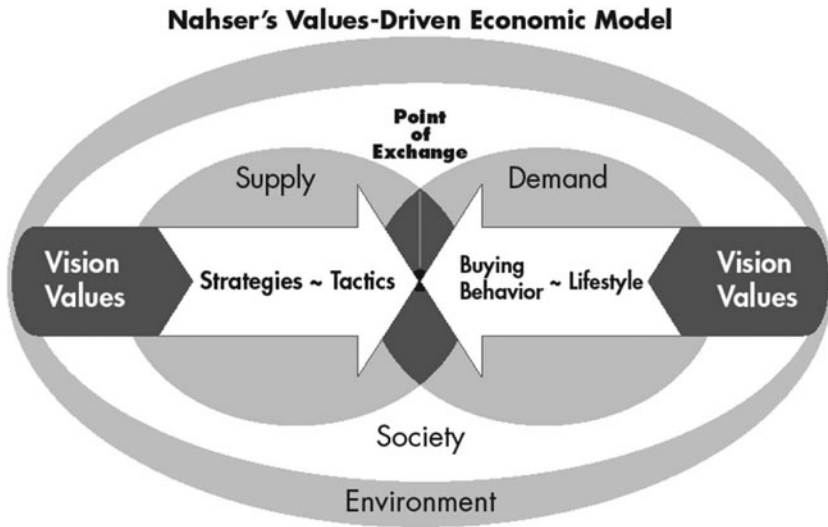 Nahser's Values-Driven Economic Model
Point
of
Exchange
Supply
Demand
Vision
Values
Strategies ~ Tactics
Buying
Behavior ~ Lifestyle
Vision
Values
Society
Environment